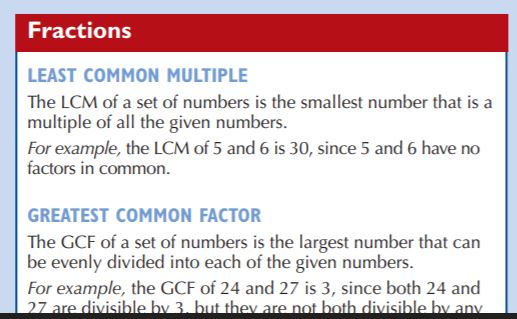 Fractions
LEAST COMMON MULTIPLE
The LCM of a set of numbers is the smallest number that is a
multiple of all the given numbers.
For example, the LCM of 5 and 6 is 30, since 5 and 6 have no
factors in common.
GREATEST COMMON FACTOR
The GCF of a set of numbers is the largest number that can
be evenly divided into each of the given numbers.
For example, the GCF of 24 and 27 is 3, since both 24 and
27 are divisible by 3, but they are not both divisible by any